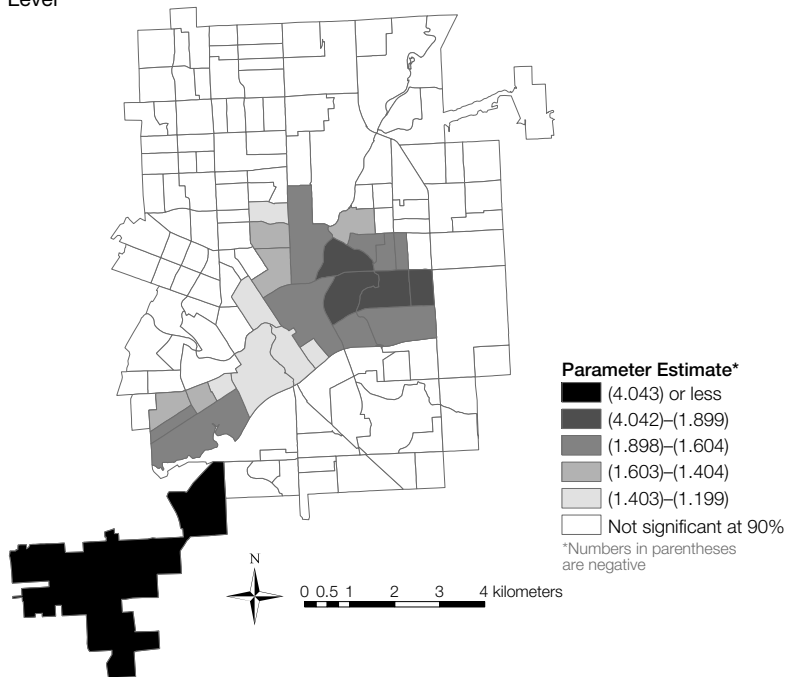 Level
Parameter Estimate*
(4.043) or less
(4.042)–(1.899)
(1.898)–(1.604)
(1.603)–(1.404)
(1.403)–(1.199)
Not significant at 90%
*Numbers in parentheses
are negative
N
0 0.5 1 2 3 4 kilometers